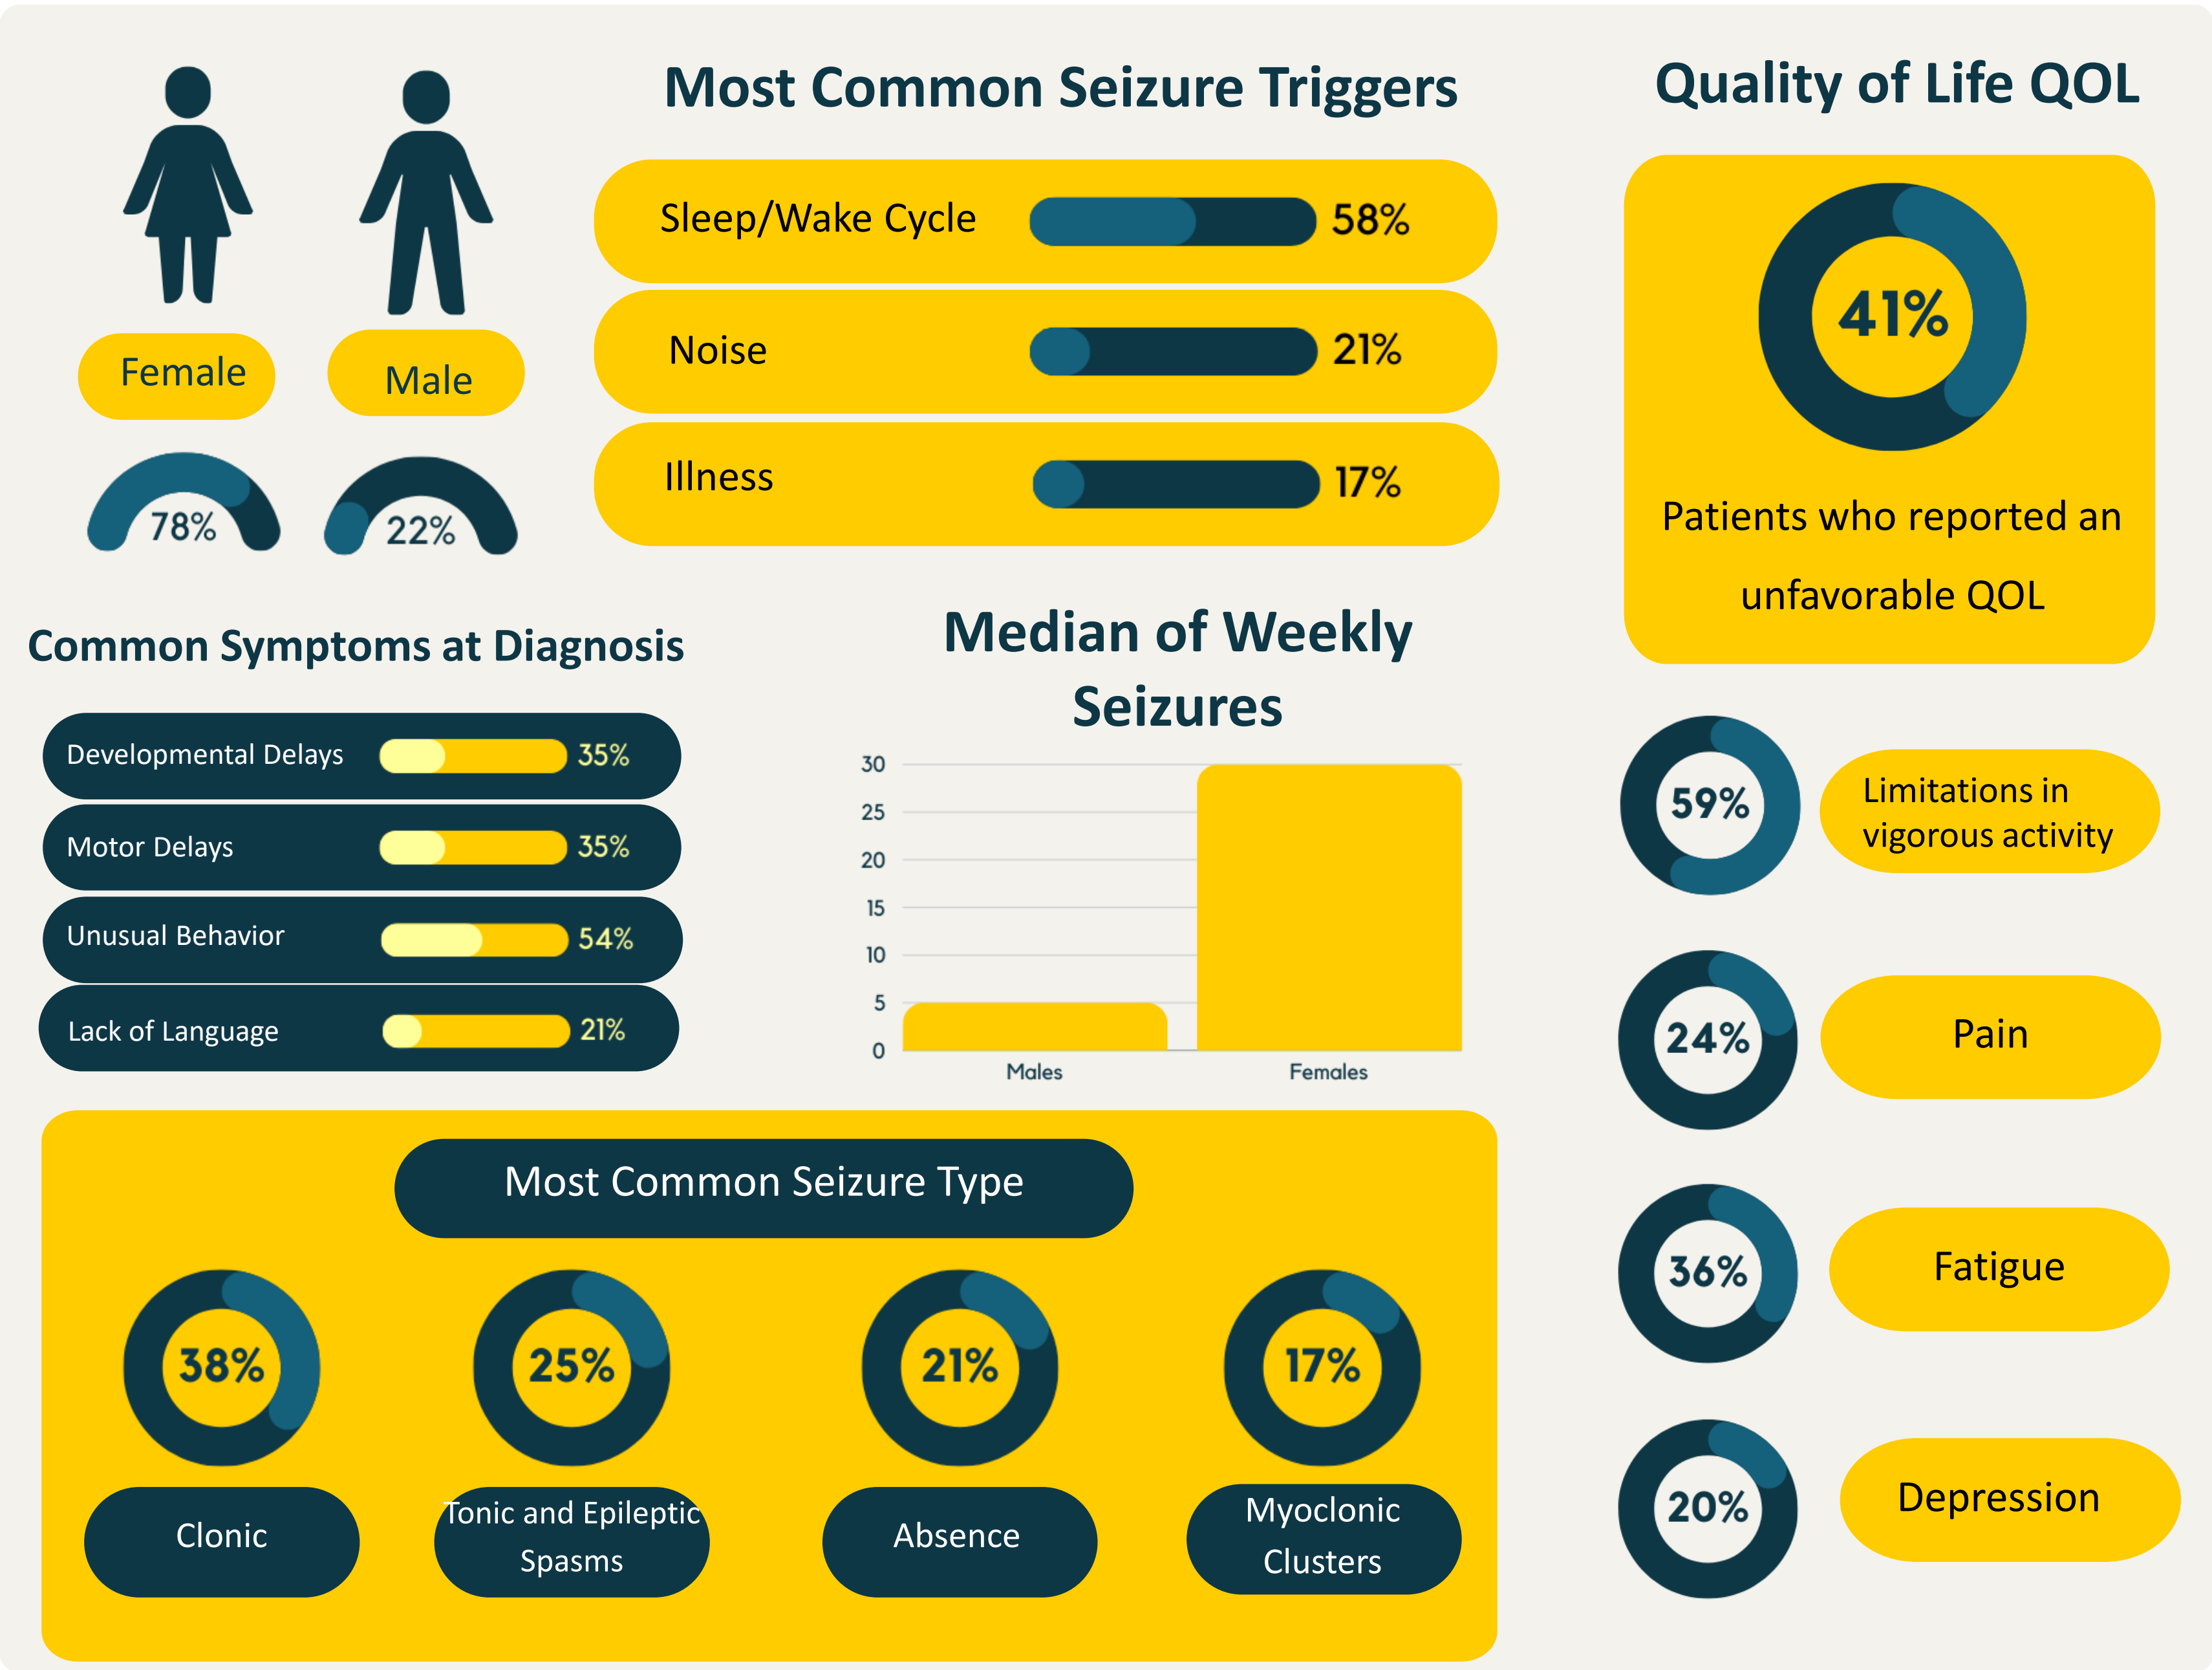 Female
Male
78%
22%
Most Common Seizure Triggers
Sleep/Wake Cycle 58%
Noise 21%
Illness 17%
Quality of Life QOL
41%
Patients who reported an
unfavorable QOL
59%
Limitations in
vigorous activity
24%
Pain
36%
Fatigue
20%
Depression
Common Symptoms at Diagnosis
Developmental Delays 35%
Motor Delays 35%
Unusual Behavior 54%
Lack of Language 21%
Median of Weekly
Seizures
30
25
20
15
10
5
0
Males
Females
Most Common Seizure Type
38%
Clonic
25%
Tonic and Epileptic
Spasms
21%
Absence
17%
Myoclonic
Clusters